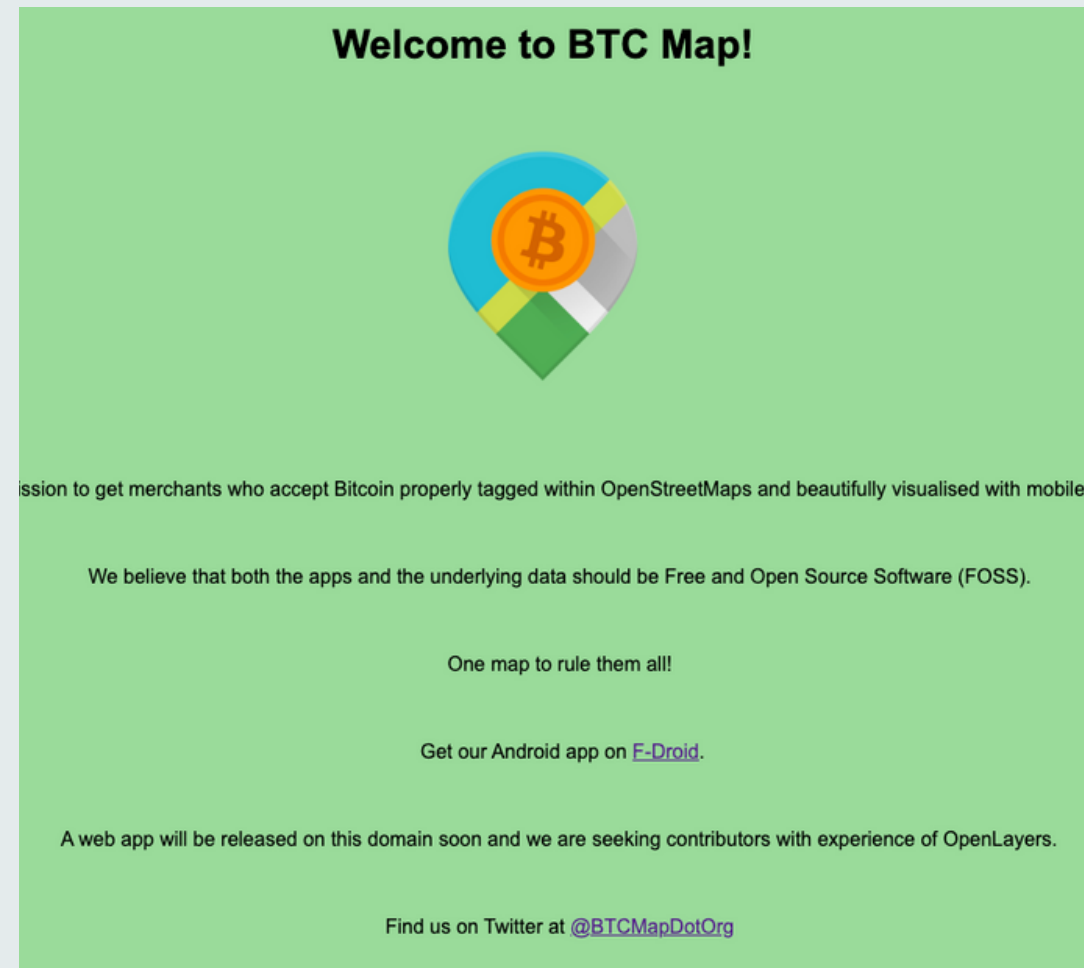 Welcome to BTC Map!
ission to get merchants who accept Bitcoin properly tagged within OpenStreetMaps and beautifully visualised with mobile
We believe that both the apps and the underlying data should be Free and Open Source Software (FOSS).
One map to rule them all!
Get our Android app on F-Droid.
A web app will be released on this domain soon and we are seeking contributors with experience of OpenLayers.
Find us on Twitter at @BTCMapDotOrg